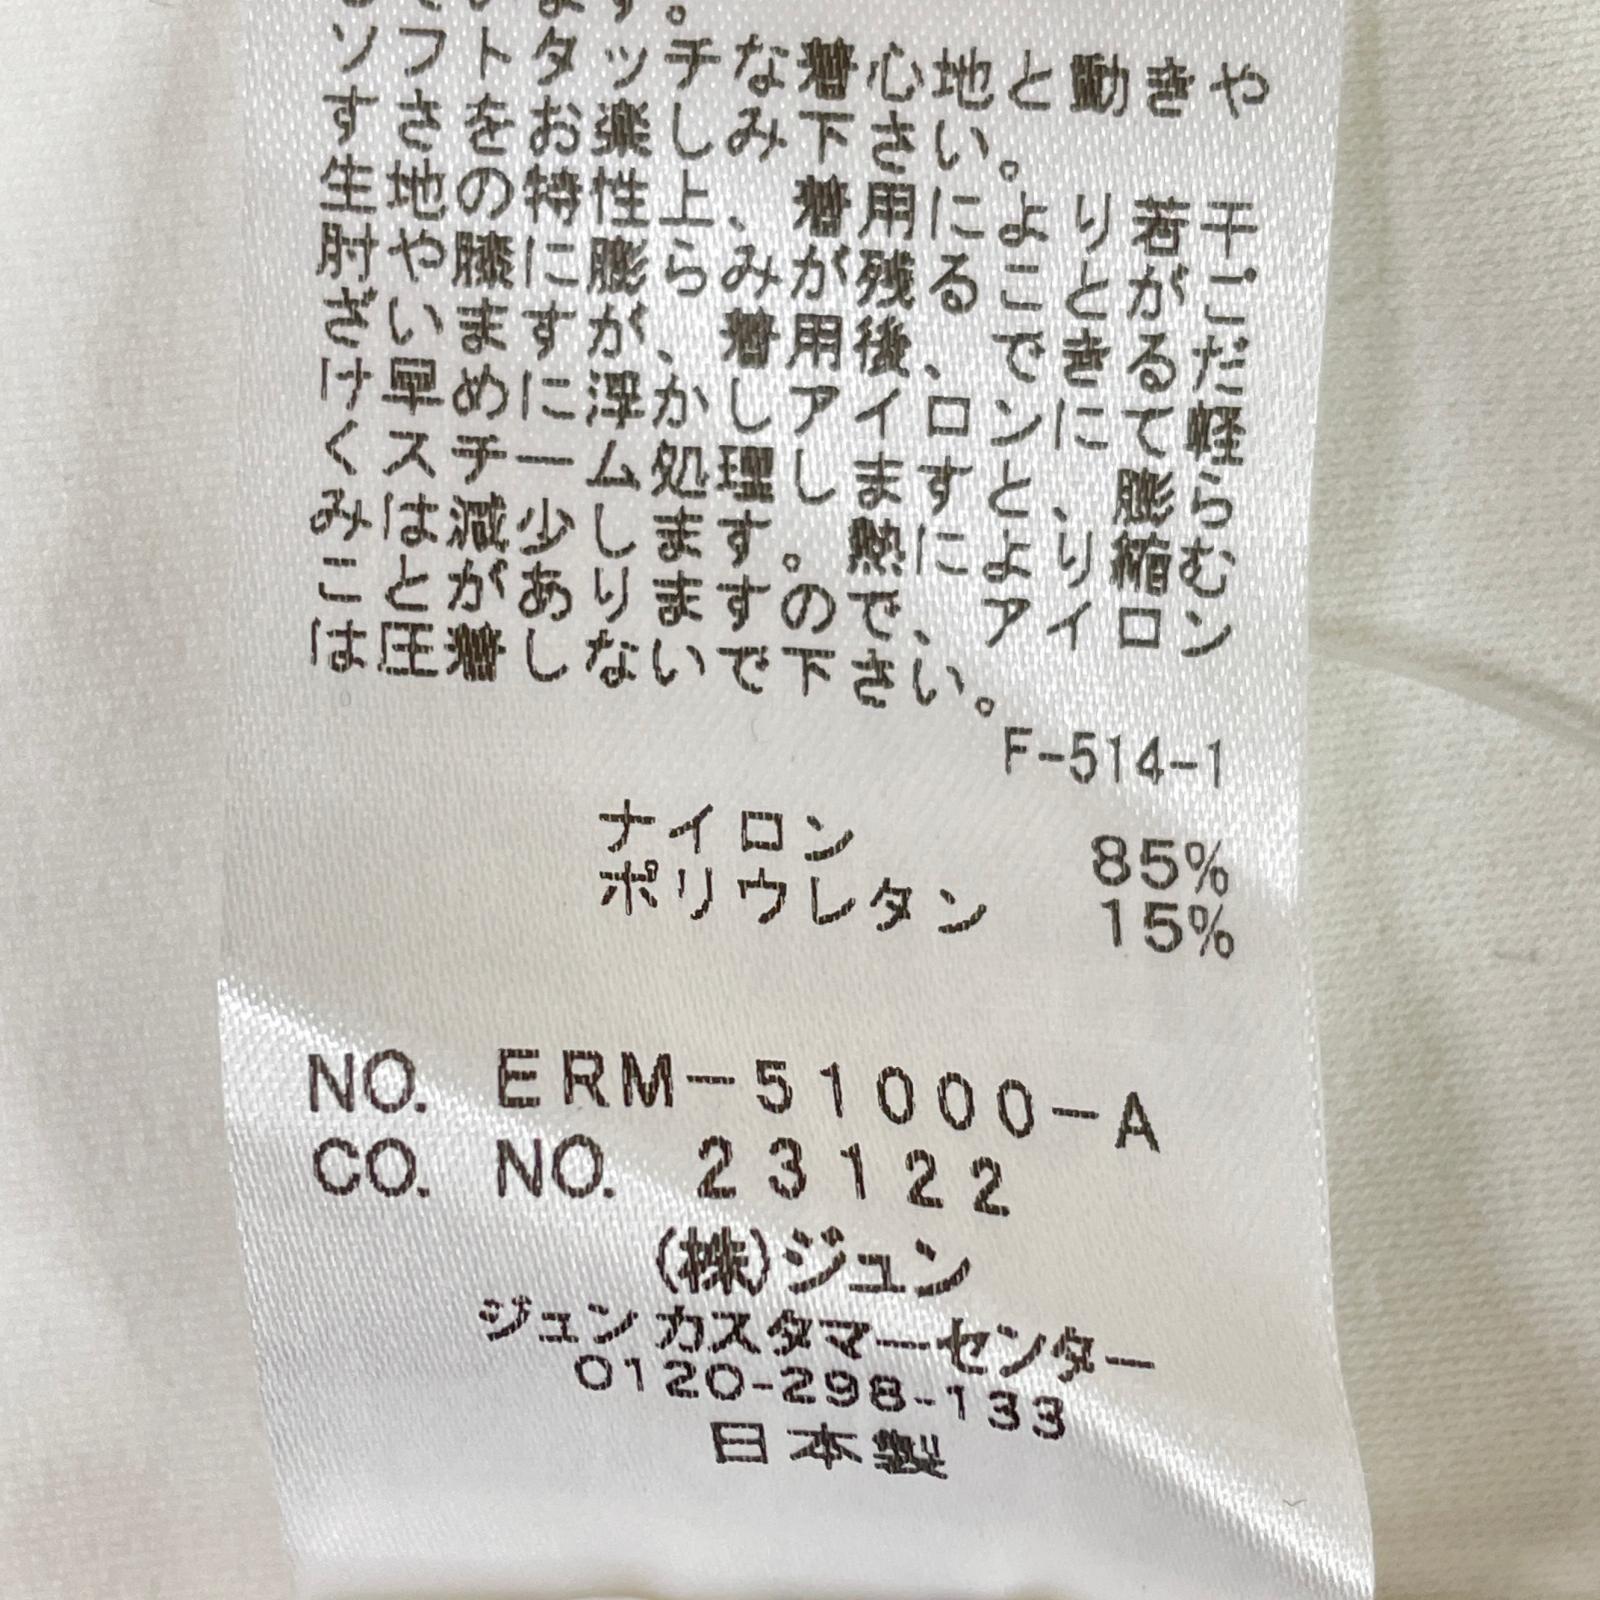 ています。
ソフトタッチな着心地と動きや
すさをお楽しみ下さい。
生地の特性上、着用により若干
肘や膝に膨らみが残ることがご
ざいますが、着用後、できるだ
け早めに浮かしアイロンにて軽
くスチーム処理しますと、膨ら
みは減少します。熱により縮む
ことがありますので、アイロン
は圧着しないで下さい。
F-514-1
ナイロン 85%
ポリウレタン 15%
NO. ERM-51000-A
CO. NO. 23122
(株)ジュン
ジュン カスタマーセンター
0120-298-133
日本製